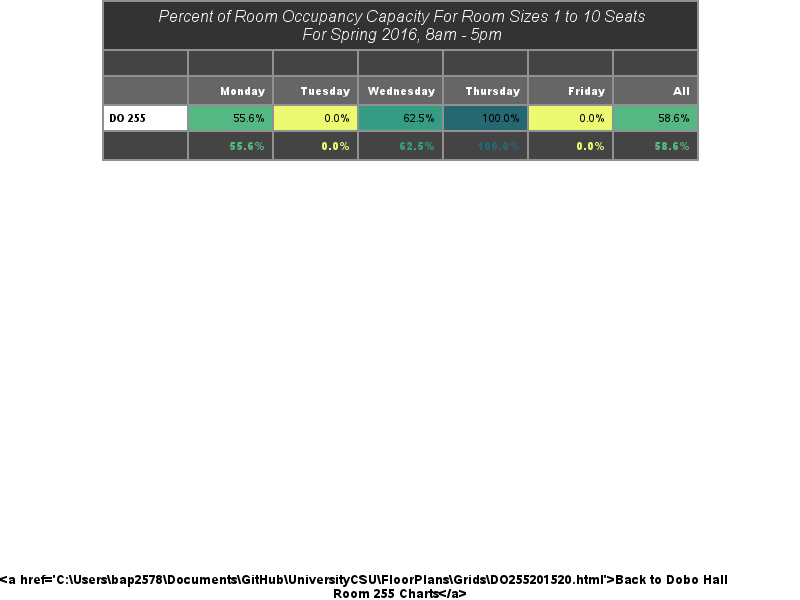 Percent of Room Occupancy Capacity For Room Sizes 1 to 10 Seats
For Spring 2016, 8am - 5pm
Monday Tuesday Wednesday Thursday Friday All
DO 255 55.6% 0.0% 62.5% 100.0% 0.0% 58.6%
55.6% 0.0% 62.5% 100.0% 0.0% 58.6%
<a href='C:\Users\bap2578\Documents\GitHub\UniversityCSU\FloorPlans\Grids\DO255201520.html'>Back to Dobo Hall
Room 255 Charts</a>